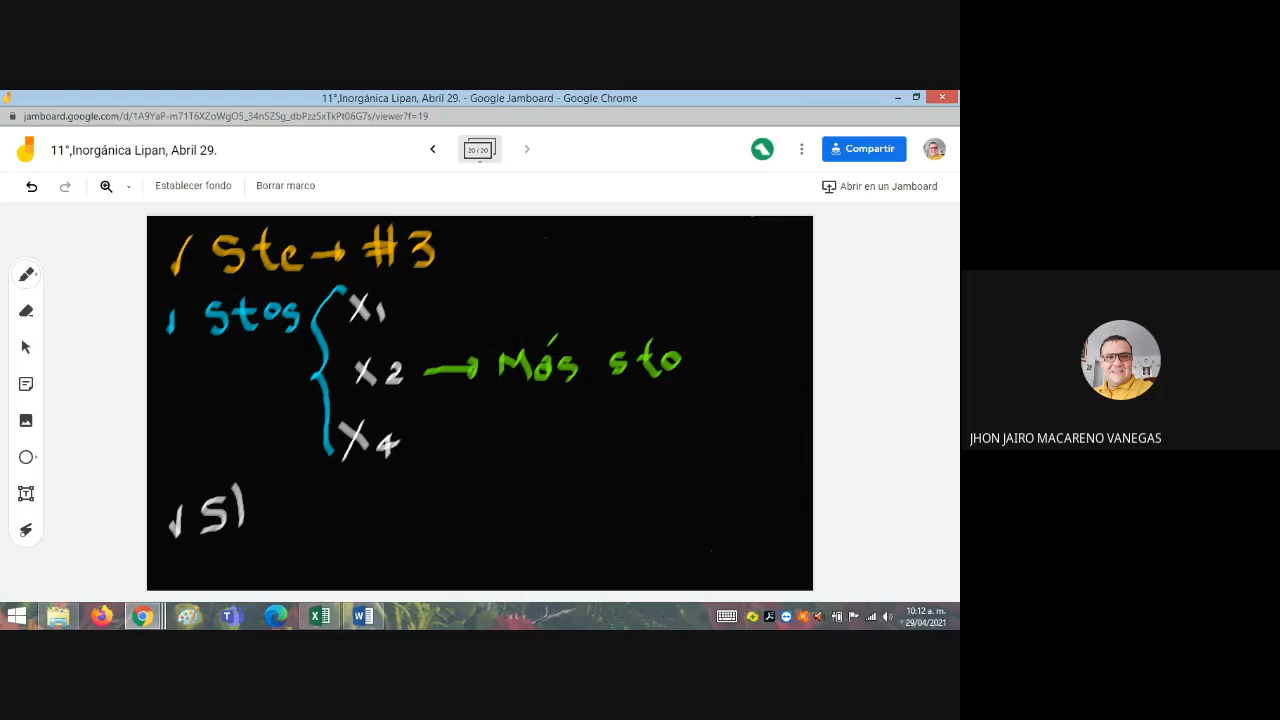 11°,Inorgánica Lipan, Abríl 29. - Google Jamboard - Google Chrome
jamboard.google.com/d/1A9YaP-m71T6XZoWgO5_34nSZSg_dbPzzSxTkPt06G7s/viewer?f=19
11°,Inorgánica Lipan, Abríl 29.
20 / 20
Compartir
Establecer fondo
Borrar marco
Abrir en un Jamboard
Ste → #3
stos { X1
X2 → Más sto
X4
Sl
JHON JAIRO MACARENO VANEGAS
10:12 a. m.
29/04/2021